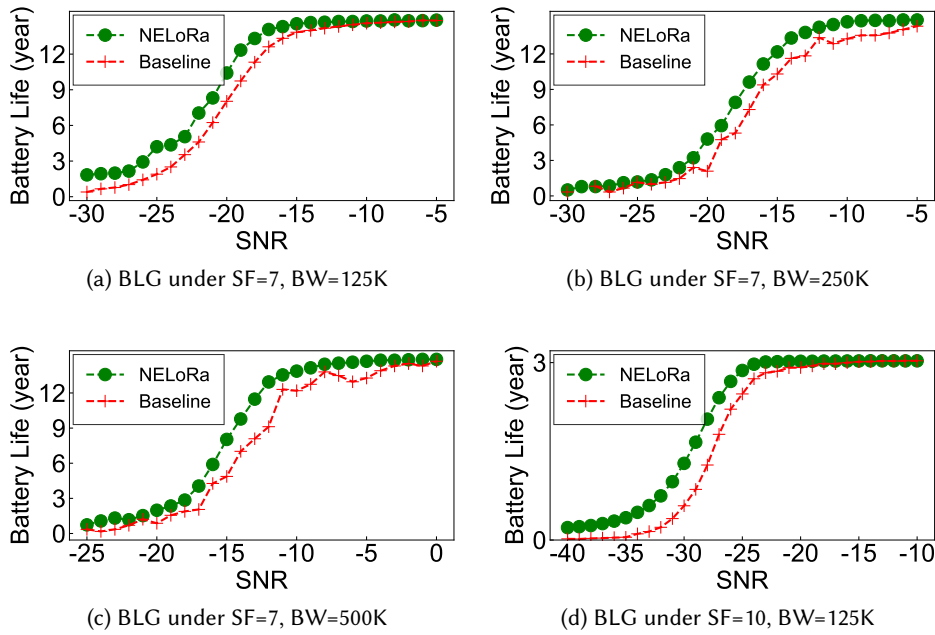 Battery Life (year)
12
9
6
3
0
NELoRa
Baseline
-30 -25 -20 -15 -10 -5
SNR
(a) BLG under SF=7, BW=125K
Battery Life (year)
12
9
6
3
0
NELoRa
Baseline
-30 -25 -20 -15 -10 -5
SNR
(b) BLG under SF=7, BW=250K
Battery Life (year)
12
9
6
3
0
NELoRa
Baseline
-25 -20 -15 -10 -5 0
SNR
(c) BLG under SF=7, BW=500K
Battery Life (year)
3
0
NELoRa
Baseline
-40 -35 -30 -25 -20 -15 -10
SNR
(d) BLG under SF=10, BW=125K